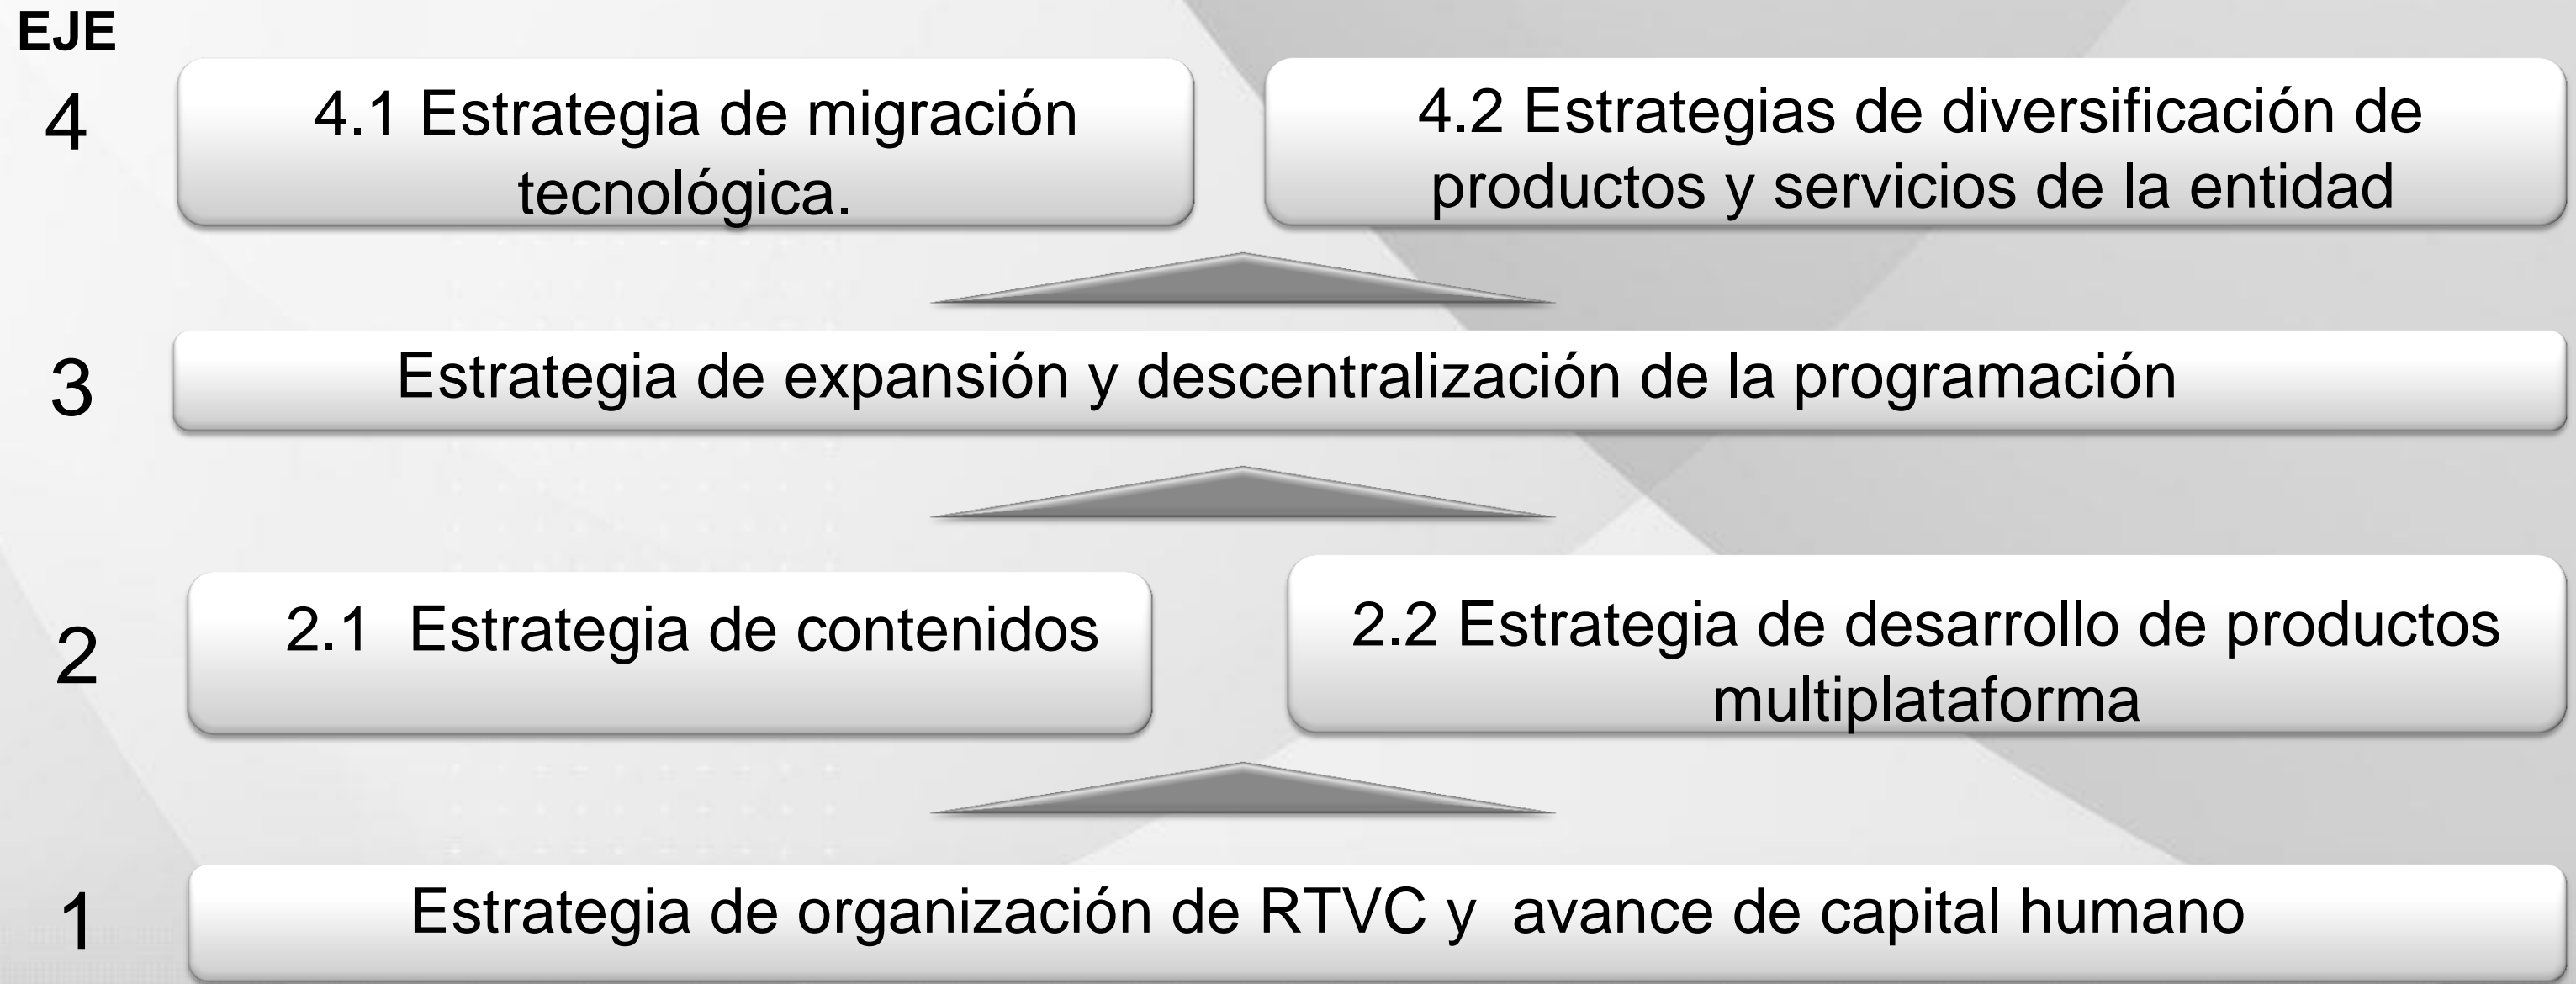 EJE
4
4.1 Estrategia de migración
tecnológica.
4.2 Estrategias de diversificación de
productos y servicios de la entidad
3
Estrategia de expansión y descentralización de la programación
2
2.1 Estrategia de contenidos
2.2 Estrategia de desarrollo de productos
multiplataforma
1
Estrategia de organización de RTVC y avance de capital humano